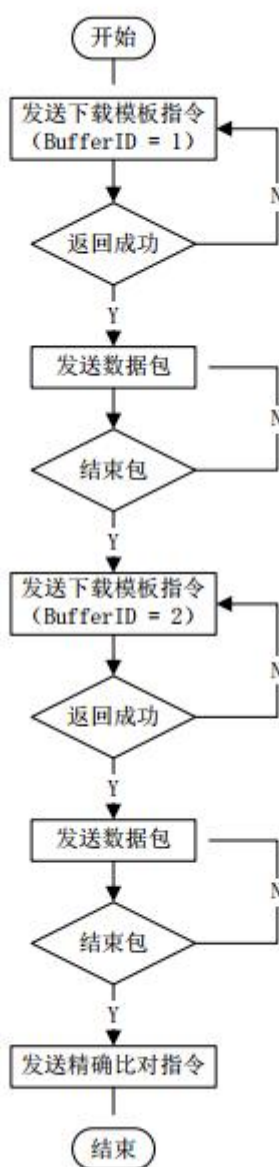 开始
发送下载模板指令
(BufferID = 1)
N
返回成功
Y
发送数据包
N
结束包
Y
发送下载模板指令
(BufferID = 2)
N
返回成功
Y
发送数据包
N
结束包
Y
发送精确比对指令
结束